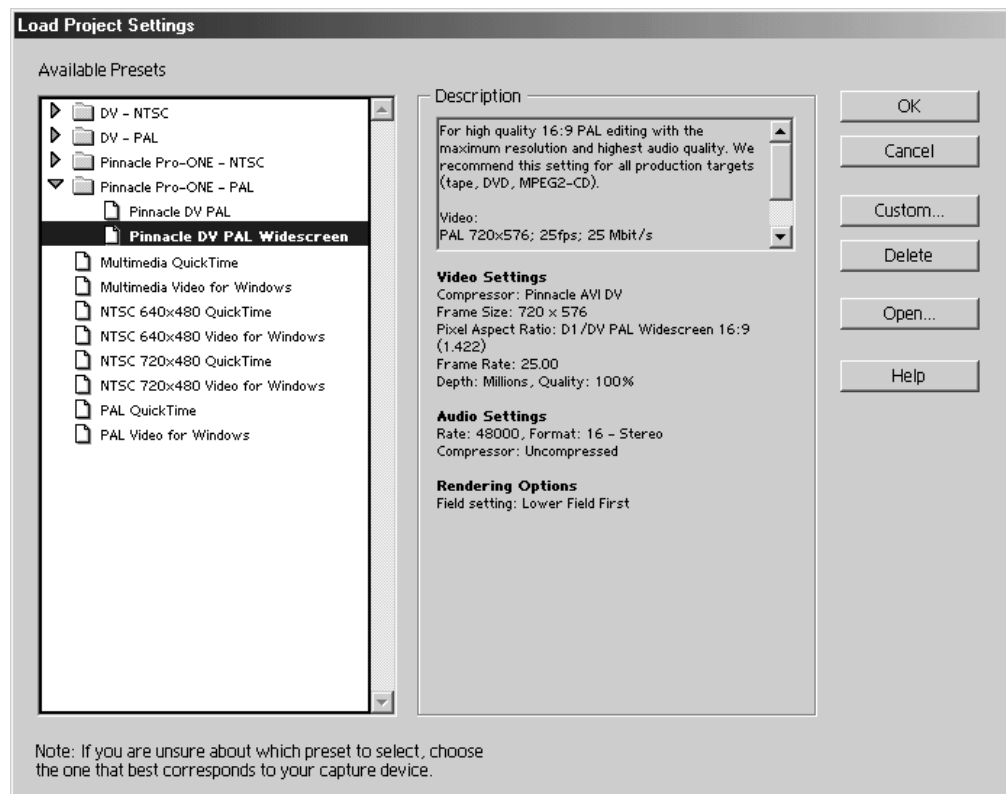 Load Project Settings
Available Presets
DV - NTSC
DV - PAL
Pinnacle Pro-ONE - NTSC
Pinnacle Pro-ONE - PAL
Pinnacle DV PAL
Pinnacle DV PAL Widescreen
Multimedia QuickTime
Multimedia Video for Windows
NTSC 640x480 QuickTime
NTSC 640x480 Video for Windows
NTSC 720x480 QuickTime
NTSC 720x480 Video for Windows
PAL QuickTime
PAL Video for Windows
Description
For high quality 16:9 PAL editing with the
maximum resolution and highest audio quality. We
recommend this setting for all production targets
(tape, DVD, MPEG2-CD).
Video:
PAL 720x576; 25fps; 25 Mbit/s
Video Settings
Compressor: Pinnacle AVI DV
Frame Size: 720 x 576
Pixel Aspect Ratio: D1/DV PAL Widescreen 16:9
(1.422)
Frame Rate: 25.00
Depth: Millions, Quality: 100%
Audio Settings
Rate: 48000, Format: 16 - Stereo
Compressor: Uncompressed
Rendering Options
Field setting: Lower Field First
OK
Cancel
Custom...
Delete
Open...
Help
Note: If you are unsure about which preset to select, choose
the one that best corresponds to your capture device.